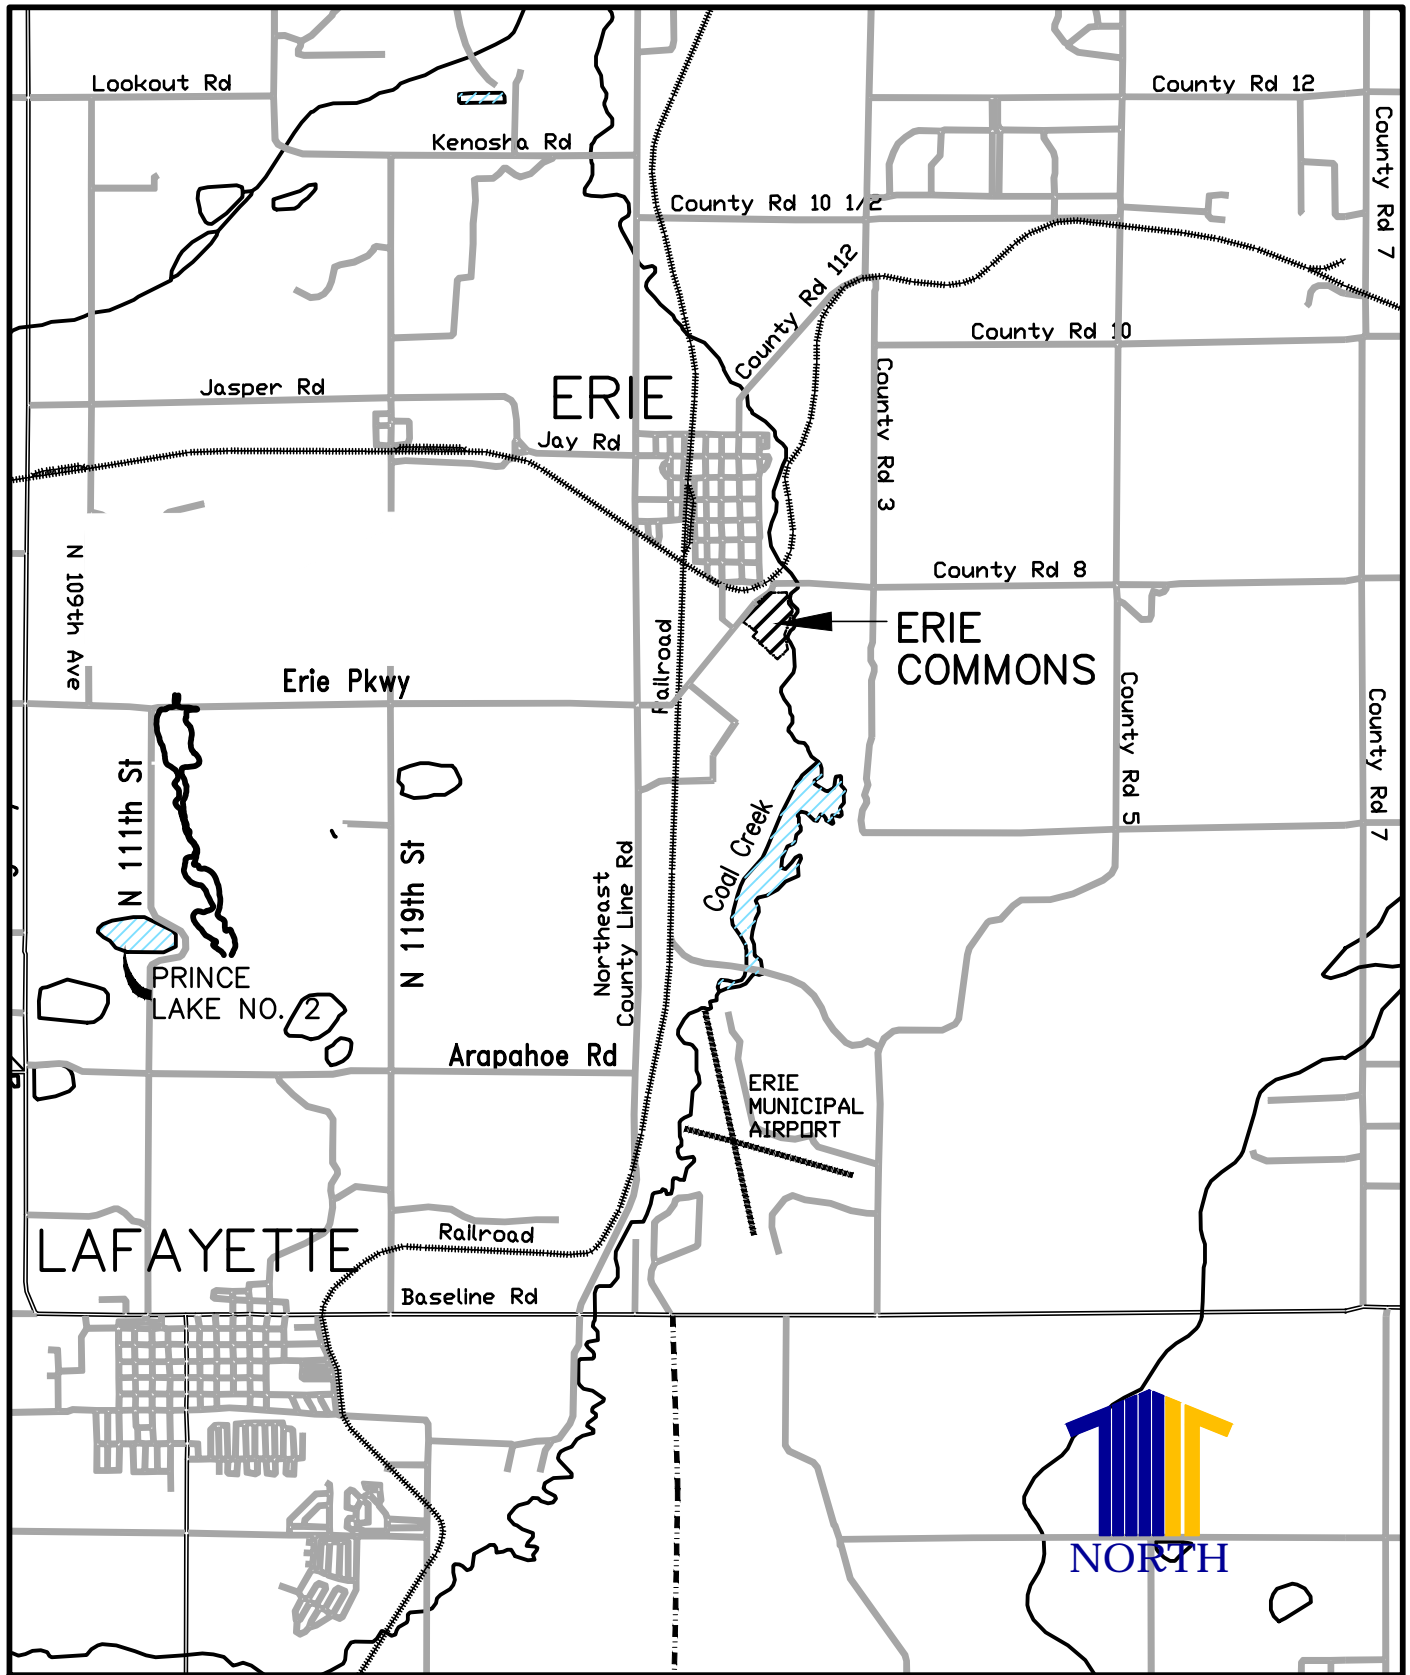 Lookout Rd
County Rd 12
Kenosha Rd
County Rd 7
County Rd 10 1/2
County Rd 112
County Rd 10
Jasper Rd
ERIE
County Rd 3
Jay Rd
N 109th Ave
County Rd 8
ERIE
COMMONS
Railroad
Erie Pkwy
County Rd 5
County Rd 7
N 111th St
Coal Creek
N 119th St
Northeast
County Line Rd
PRINCE
LAKE NO. 2
Arapahoe Rd
ERIE
MUNICIPAL
AIRPORT
LAFAYETTE
Railroad
Baseline Rd
NORTH